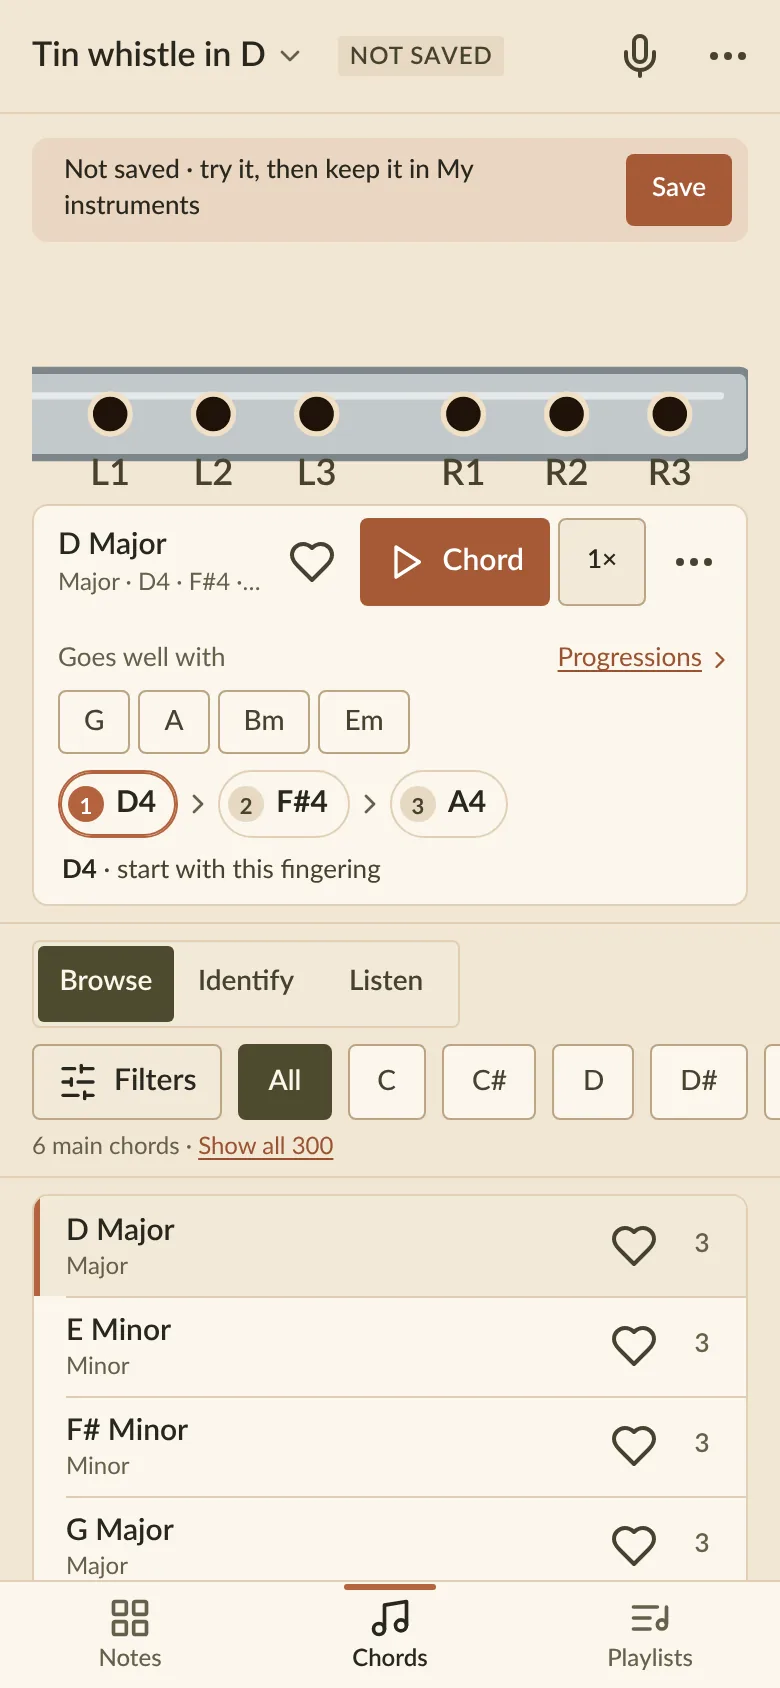 Tin whistle in D
NOT SAVED
Not saved · try it, then keep it in My
instruments
Save
L1 L2 L3 R1 R2 R3
D Major
Major · D4 · F#4 ·...
Chord
1×
Goes well with
Progressions
G A Bm Em
1 D4 2 F#4 3 A4
D4 · start with this fingering
Browse Identify Listen
Filters All C C# D D#
6 main chords · Show all 300
D Major
Major
3
E Minor
Minor
3
F# Minor
Minor
3
G Major
Major
3
Notes Chords Playlists